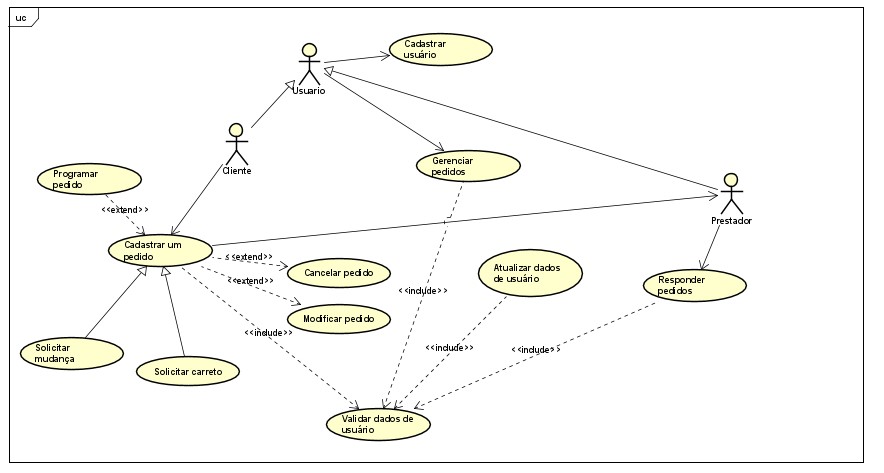 uc
Cadastrar
usuário
Usuario
Cliente
Gerenciar
pedidos
Programar
pedido
<<extend>>
Prestador
Cadastrar um
pedido
<<extend>>
Cancelar pedido
<<extend>>
Atualizar dados
de usuário
Responder
pedidos
<<include>>
Modificar pedido
<<include>>
<<include>>
<<include>>
Solicitar
mudança
Solicitar carreto
Validar dados de
usuário